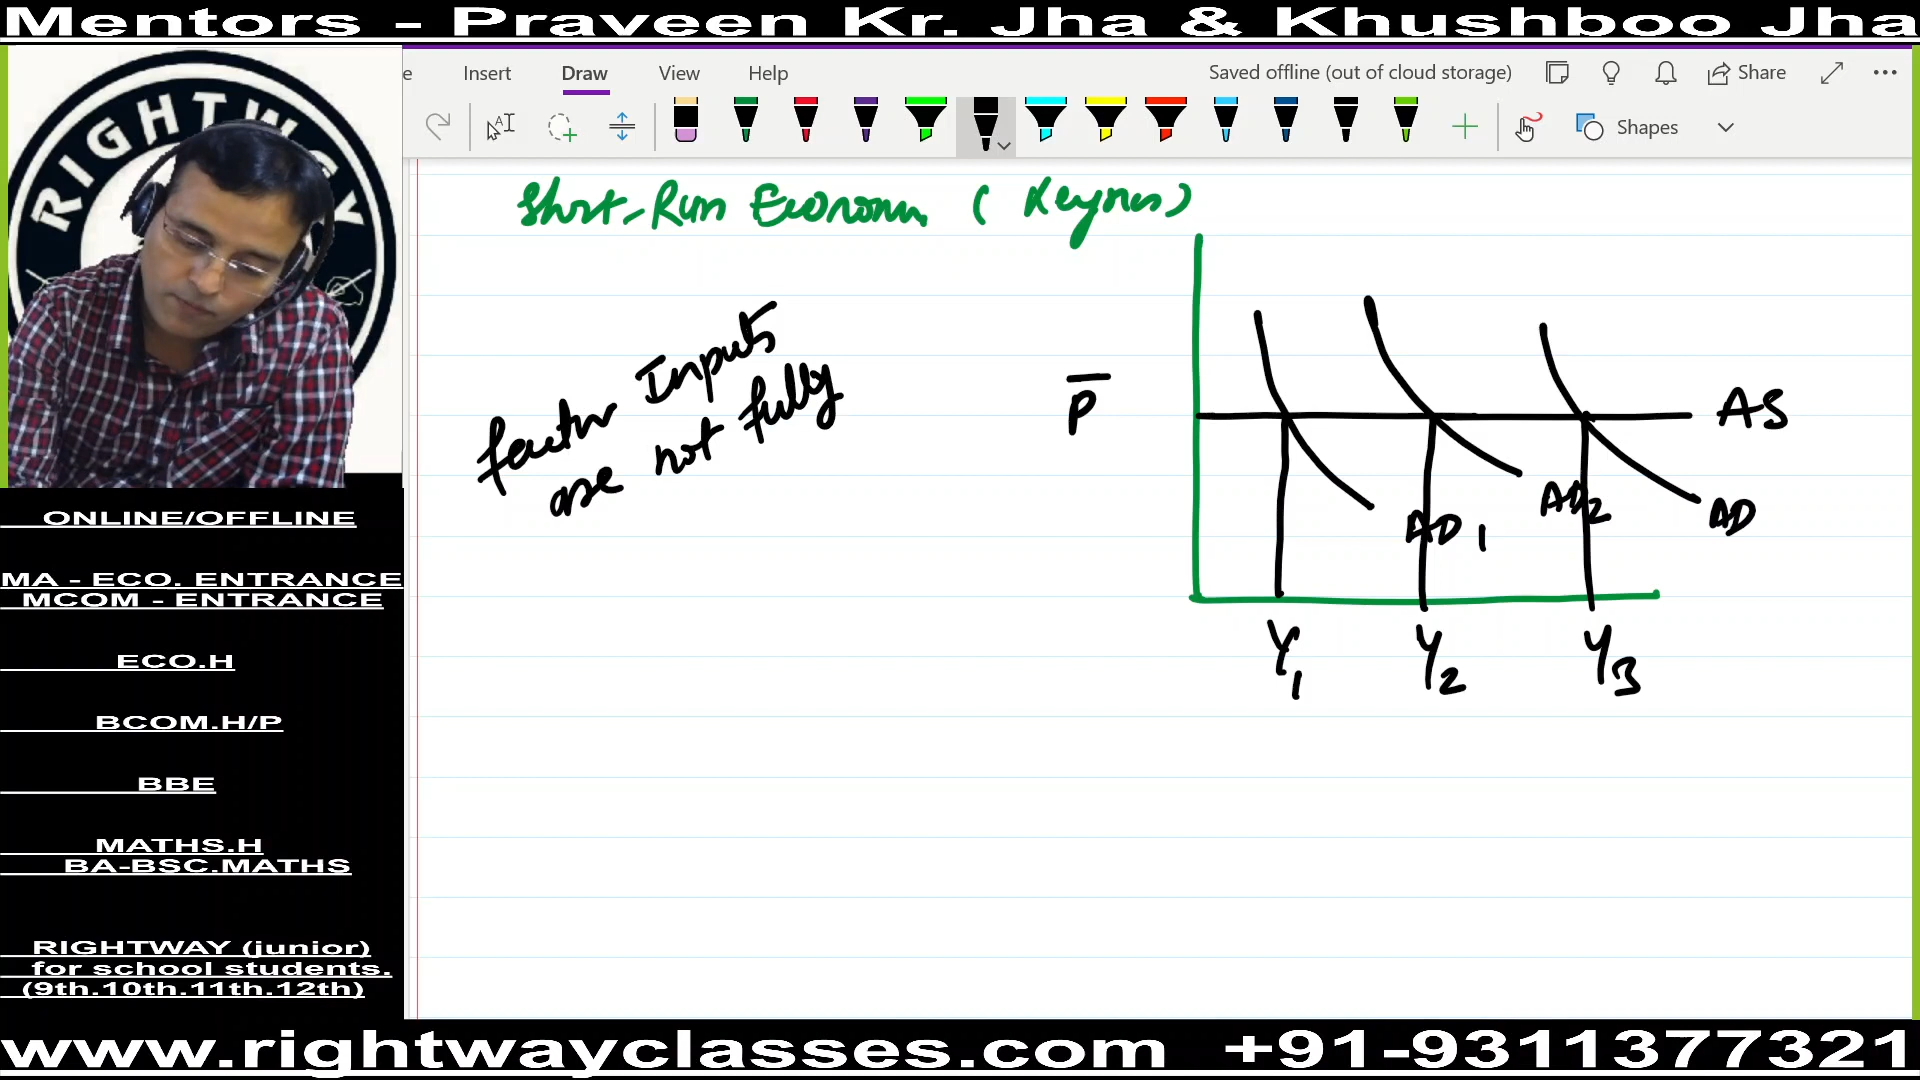 Mentors - Praveen Kr. Jha & Khushboo Jha
RIGHTWAY
e Insert Draw View Help
Saved offline (out of cloud storage)
Share
Shapes
Short-Run Economy (Keynes)
factor Inputs
are not fully
P̅
AS
AD1
AD2
AD
Y1
Y2
Y3
ONLINE/OFFLINE
MA - ECO. ENTRANCE
MCOM - ENTRANCE
ECO.H
BCOM.H/P
BBE
MATHS.H
BA-BSC.MATHS
RIGHTWAY (junior)
for school students.
(9th.10th.11th.12th)
www.rightwayclasses.com +91-9311377321